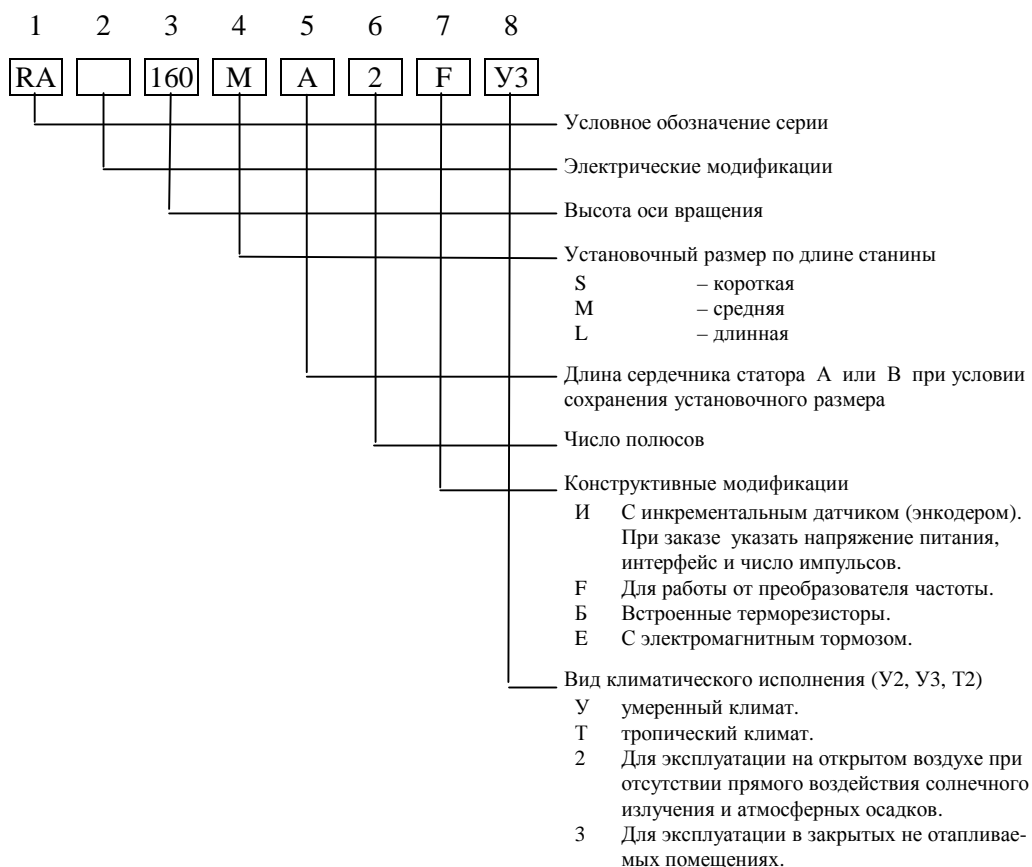 1 2 3 4 5 6 7 8
RA 160 M A 2 F У3
Условное обозначение серии
Электрические модификации
Высота оси вращения
Установочный размер по длине станины
S – короткая
M – средняя
L – длинная
Длина сердечника статора А или В при условии
сохранения установочного размера
Число полюсов
Конструктивные модификации
И С инкрементальным датчиком (энкодером).
При заказе указать напряжение питания,
интерфейс и число импульсов.
F Для работы от преобразователя частоты.
Б Встроенные терморезисторы.
Е С электромагнитным тормозом.
Вид климатического исполнения (У2, У3, Т2)
У умеренный климат.
Т тропический климат.
2 Для эксплуатации на открытом воздухе при
отсутствии прямого воздействия солнечного
излучения и атмосферных осадков.
3 Для эксплуатации в закрытых не отапливае-
мых помещениях.